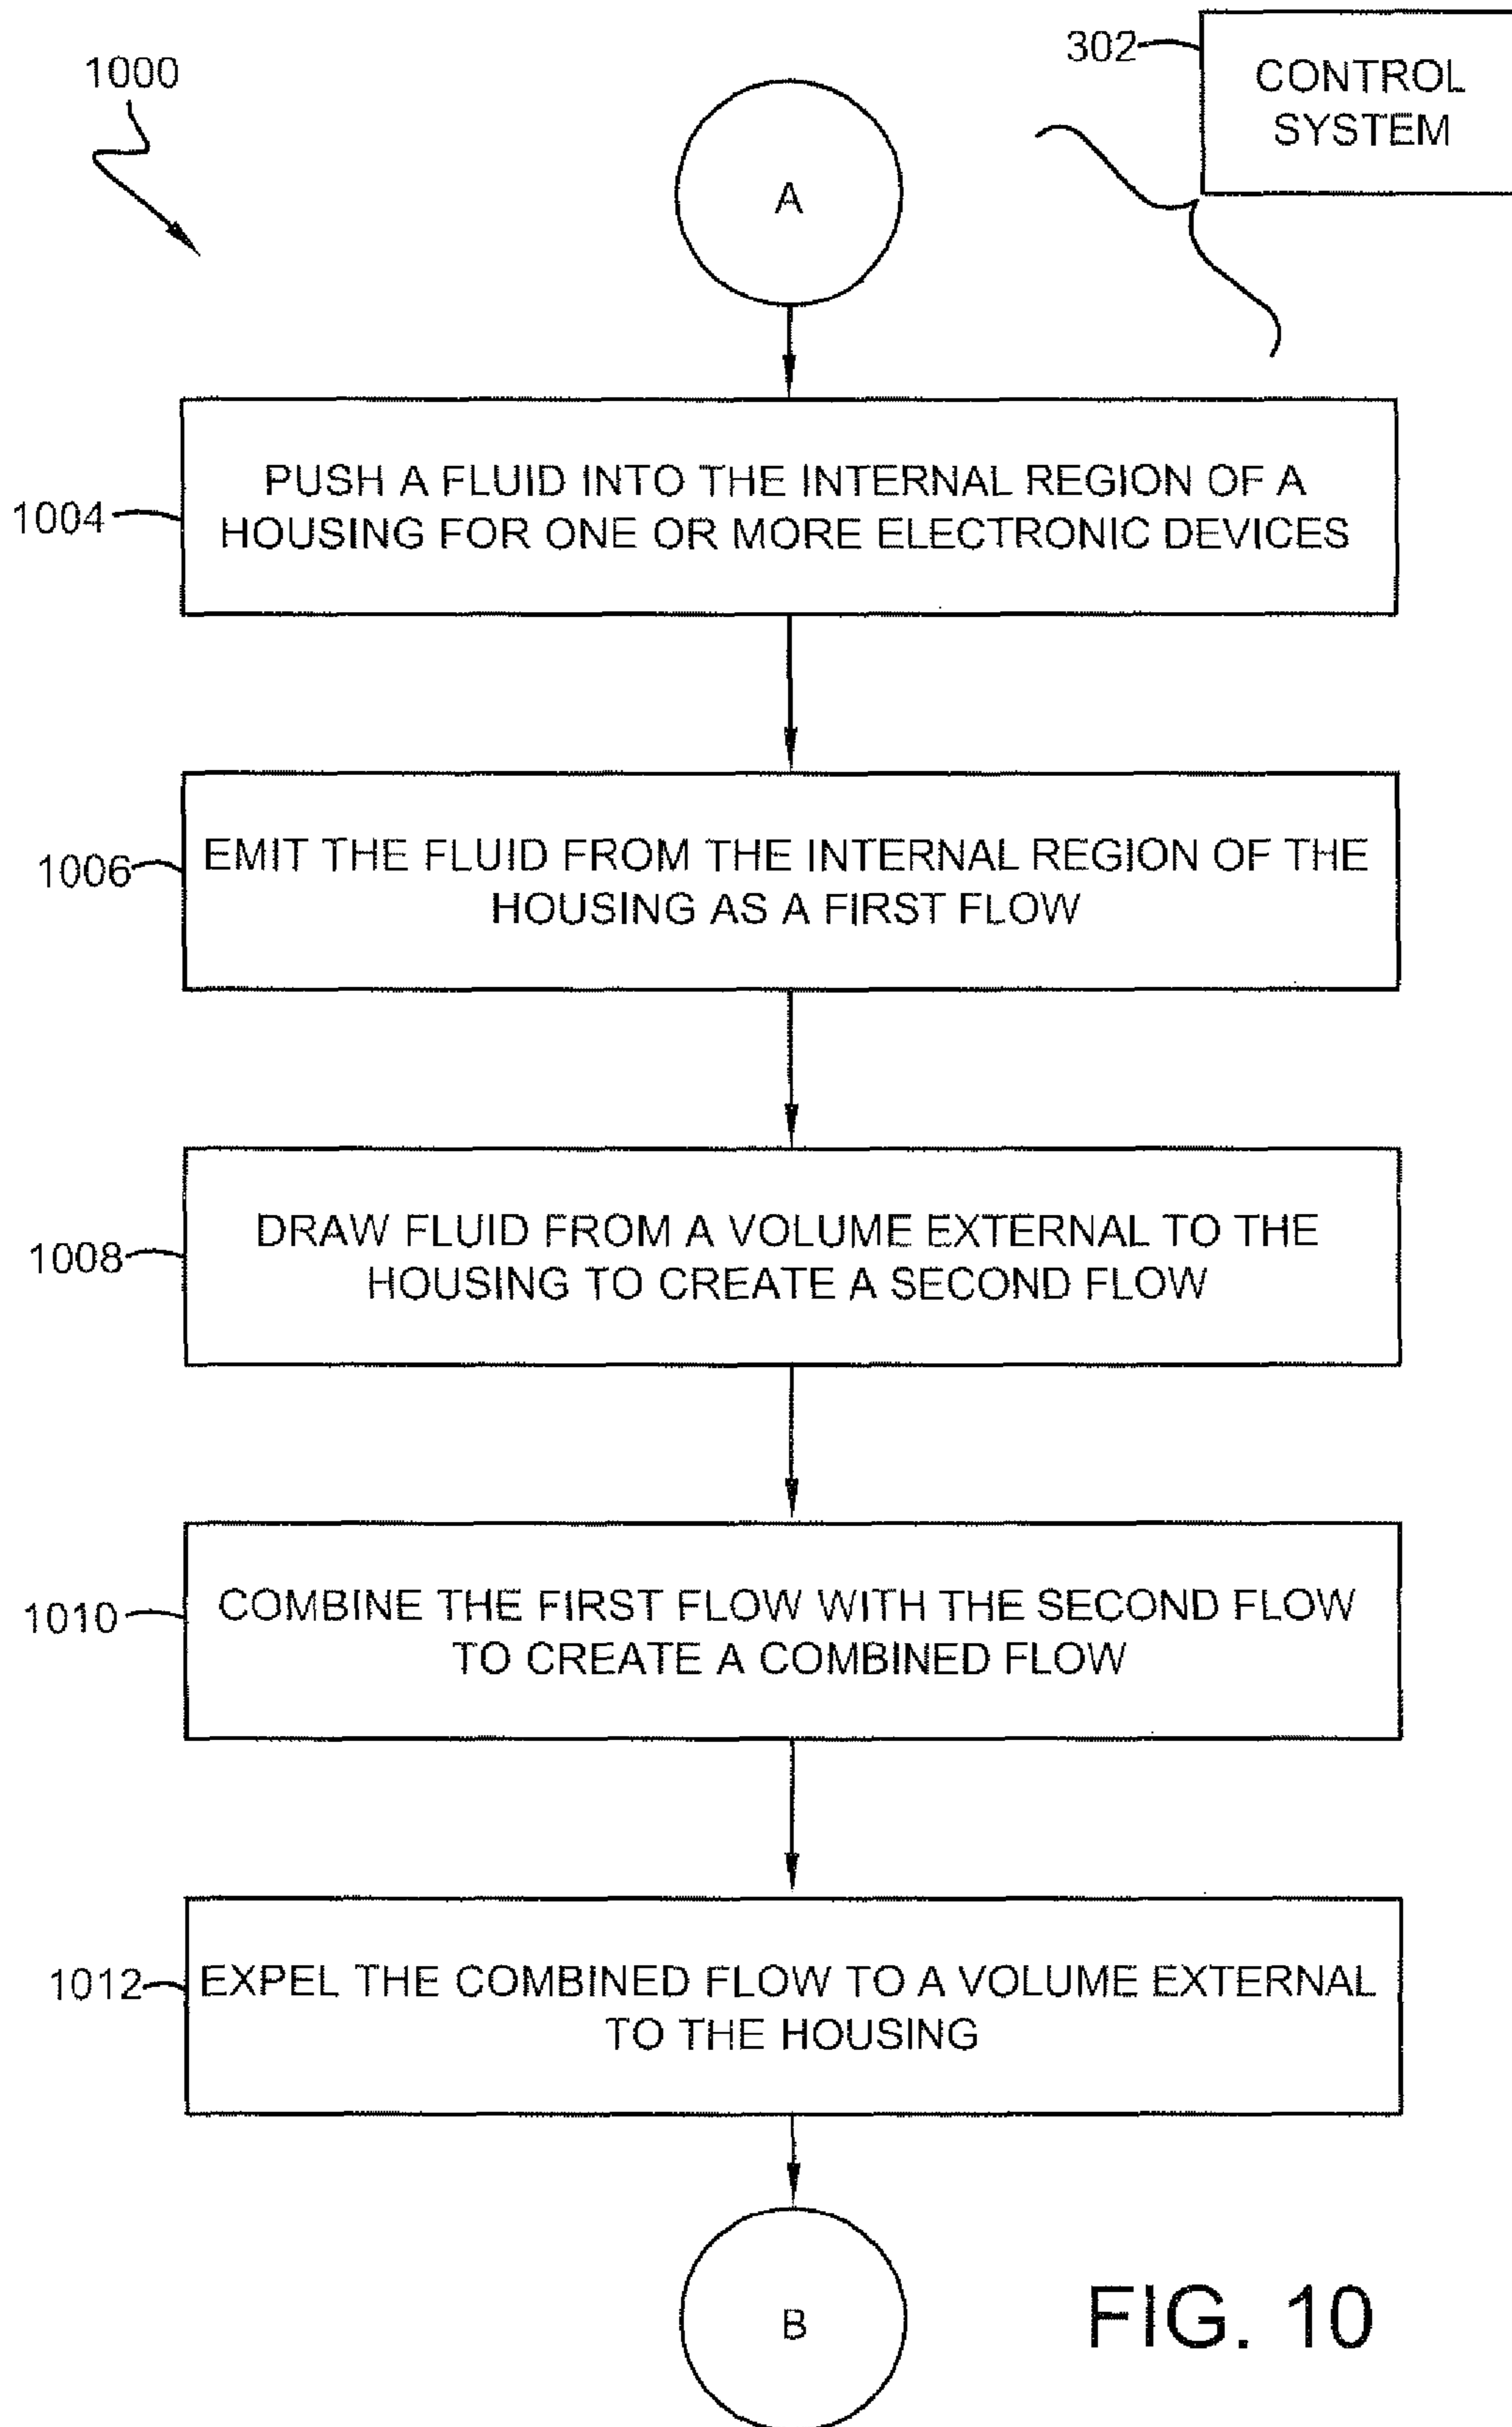 1000
302
CONTROL
SYSTEM
A
1004
PUSH A FLUID INTO THE INTERNAL REGION OF A
HOUSING FOR ONE OR MORE ELECTRONIC DEVICES
1006
EMIT THE FLUID FROM THE INTERNAL REGION OF THE
HOUSING AS A FIRST FLOW
1008
DRAW FLUID FROM A VOLUME EXTERNAL TO THE
HOUSING TO CREATE A SECOND FLOW
1010
COMBINE THE FIRST FLOW WITH THE SECOND FLOW
TO CREATE A COMBINED FLOW
1012
EXPEL THE COMBINED FLOW TO A VOLUME EXTERNAL
TO THE HOUSING
B
FIG. 10